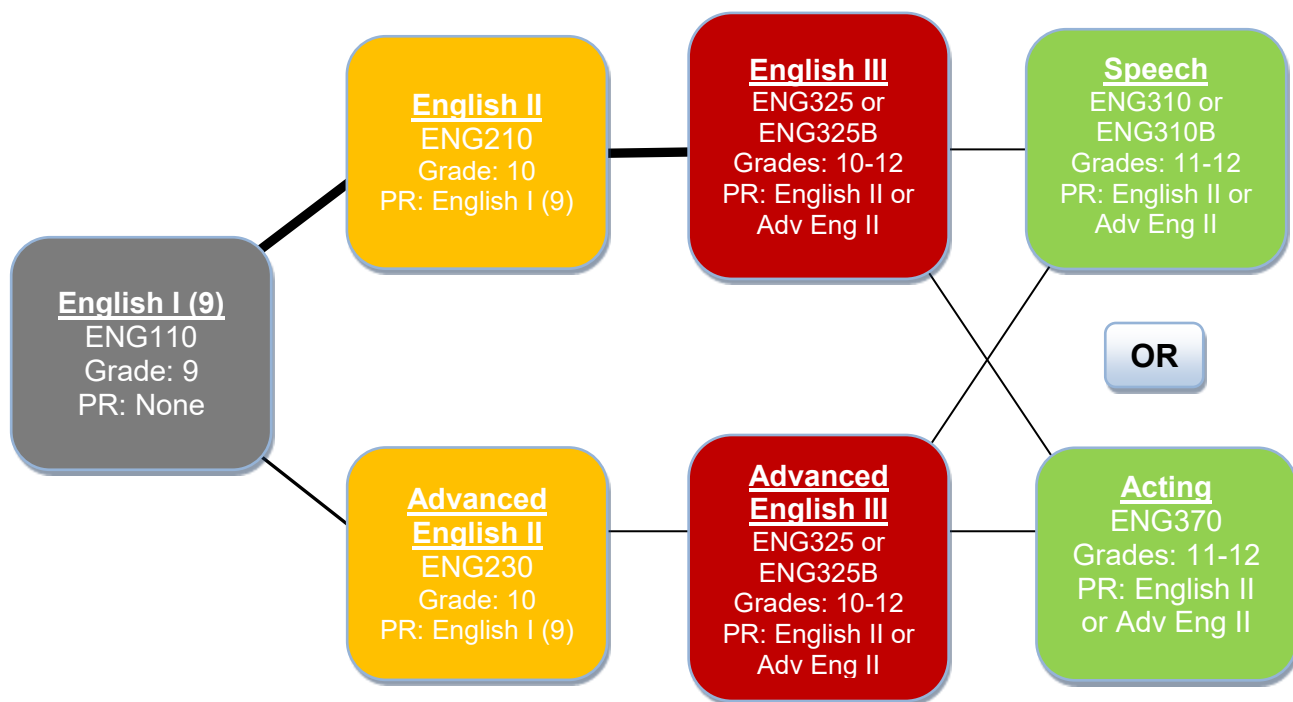 English I (9)
ENG110
Grade: 9
PR: None
English II
ENG210
Grade: 10
PR: English I (9)
Advanced
English II
ENG230
Grade: 10
PR: English I (9)
English III
ENG325 or
ENG325B
Grades: 10-12
PR: English II or
Adv Eng II
Advanced
English III
ENG325 or
ENG325B
Grades: 10-12
PR: English II or
Adv Eng II
Speech
ENG310 or
ENG310B
Grades: 11-12
PR: English II or
Adv Eng II
OR
Acting
ENG370
Grades: 11-12
PR: English II
or Adv Eng II